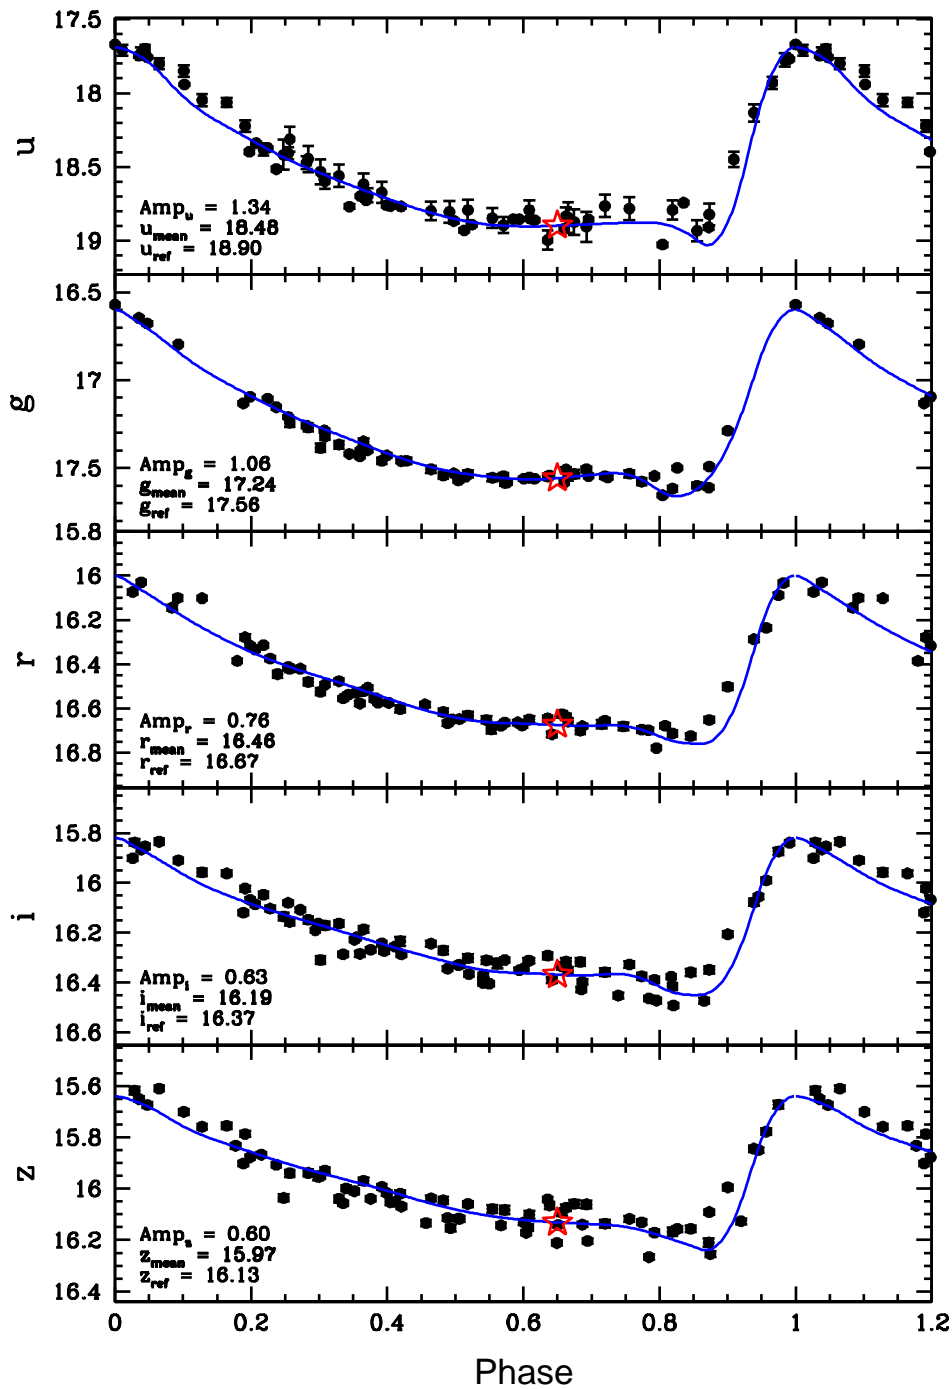 17.5
18
18.5
19
u
Amp_u = 1.34
u_mean = 18.48
u_ref = 18.90
16.5
17
17.5
15.8
g
Amp_g = 1.06
g_mean = 17.24
g_ref = 17.56
16
16.2
16.4
16.6
16.8
r
Amp_r = 0.76
r_mean = 16.46
r_ref = 16.67
15.8
16
16.2
16.4
16.6
i
Amp_i = 0.63
i_mean = 16.19
i_ref = 16.37
15.6
15.8
16
16.2
16.4
z
Amp_z = 0.60
z_mean = 15.97
z_ref = 16.13
0 0.2 0.4 0.6 0.8 1 1.2
Phase